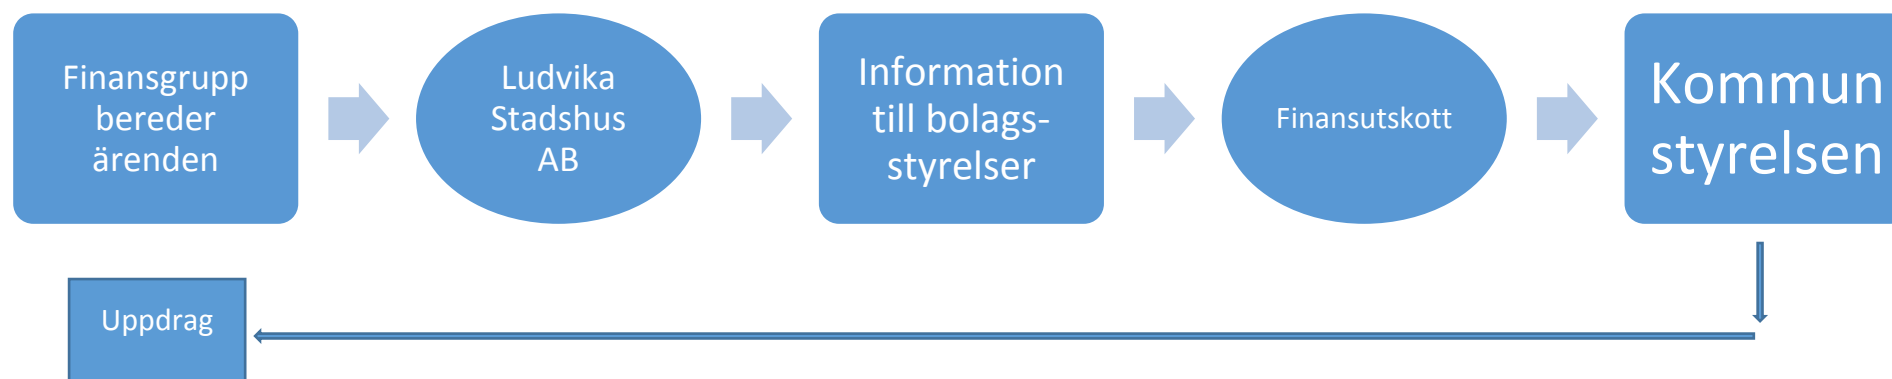 Finansgrupp
bereder
ärenden
Ludvika
Stadshus
AB
Information
till bolags-
styrelser
Finansutskott
Kommun
styrelsen
Uppdrag